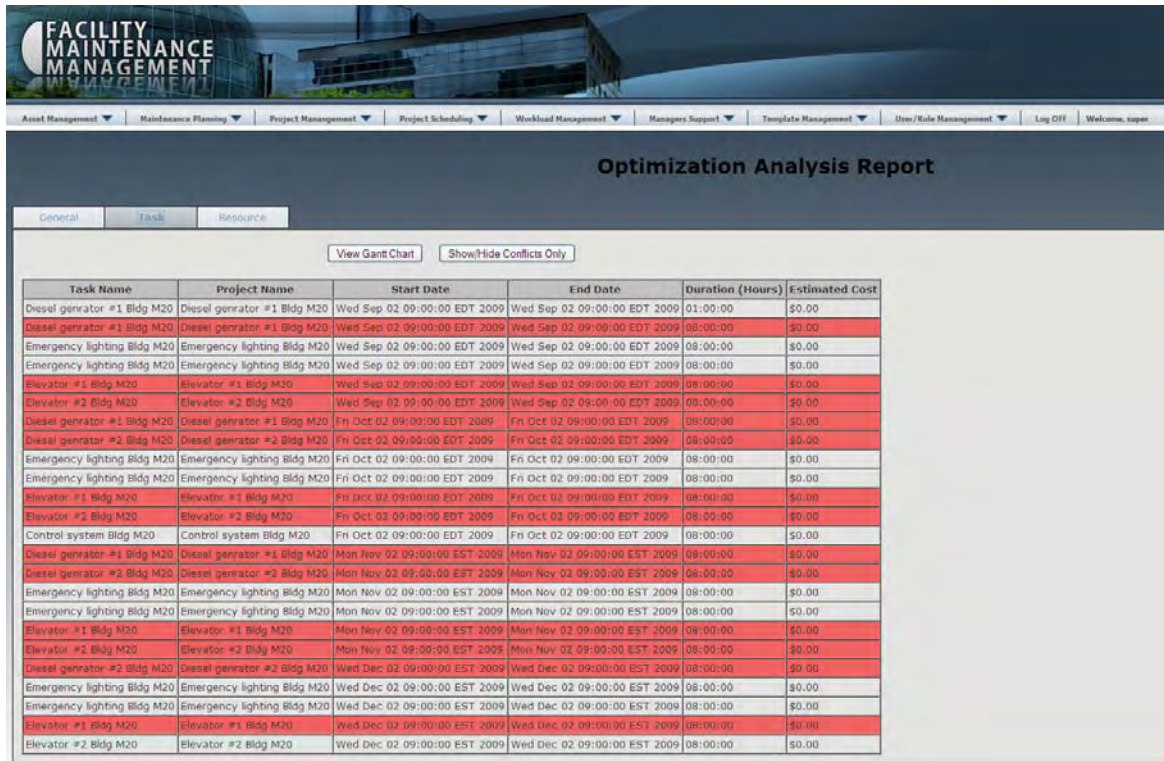 FACILITY
MAINTENANCE
MANAGEMENT
Asset Management Maintenance Planning Project Manangement Project Scheduling Workload Management Managers Support Template Management User/Role Manangement Log Off Welcome, super
Optimization Analysis Report
General Task Resource
View Gantt Chart Show/Hide Conflicts Only
Task Name Project Name Start Date End Date Duration (Hours) Estimated Cost
Diesel genrator #1 Bldg M20 Diesel genrator #1 Bldg M20 Wed Sep 02 09:00:00 EDT 2009 Wed Sep 02 09:00:00 EDT 2009 01:00:00 $0.00
Diesel genrator #1 Bldg M20 Diesel genrator #1 Bldg M20 Wed Sep 02 09:00:00 EDT 2009 Wed Sep 02 09:00:00 EDT 2009 08:00:00 $0.00
Emergency lighting Bldg M20 Emergency lighting Bldg M20 Wed Sep 02 09:00:00 EDT 2009 Wed Sep 02 09:00:00 EDT 2009 08:00:00 $0.00
Emergency lighting Bldg M20 Emergency lighting Bldg M20 Wed Sep 02 09:00:00 EDT 2009 Wed Sep 02 09:00:00 EDT 2009 08:00:00 $0.00
Elevator #1 Bldg M20 Elevator #1 Bldg M20 Wed Sep 02 09:00:00 EDT 2009 Wed Sep 02 09:00:00 EDT 2009 08:00:00 $0.00
Elevator #2 Bldg M20 Elevator #2 Bldg M20 Wed Sep 02 09:00:00 EDT 2009 Wed Sep 02 09:00:00 EDT 2009 08:00:00 $0.00
Diesel genrator #1 Bldg M20 Diesel genrator #1 Bldg M20 Fri Oct 02 09:00:00 EDT 2009 Fri Oct 02 09:00:00 EDT 2009 08:00:00 $0.00
Diesel genrator #2 Bldg M20 Diesel genrator #2 Bldg M20 Fri Oct 02 09:00:00 EDT 2009 Fri Oct 02 09:00:00 EDT 2009 08:00:00 $0.00
Emergency lighting Bldg M20 Emergency lighting Bldg M20 Fri Oct 02 09:00:00 EDT 2009 Fri Oct 02 09:00:00 EDT 2009 08:00:00 $0.00
Emergency lighting Bldg M20 Emergency lighting Bldg M20 Fri Oct 02 09:00:00 EDT 2009 Fri Oct 02 09:00:00 EDT 2009 08:00:00 $0.00
Elevator #1 Bldg M20 Elevator #1 Bldg M20 Fri Oct 02 09:00:00 EDT 2009 Fri Oct 02 09:00:00 EDT 2009 08:00:00 $0.00
Elevator #2 Bldg M20 Elevator #2 Bldg M20 Fri Oct 02 09:00:00 EDT 2009 Fri Oct 02 09:00:00 EDT 2009 08:00:00 $0.00
Control system Bldg M20 Control system Bldg M20 Fri Oct 02 09:00:00 EDT 2009 Fri Oct 02 09:00:00 EDT 2009 08:00:00 $0.00
Diesel genrator #1 Bldg M20 Diesel genrator #1 Bldg M20 Mon Nov 02 09:00:00 EST 2009 Mon Nov 02 09:00:00 EST 2009 08:00:00 $0.00
Diesel genrator #2 Bldg M20 Diesel genrator #2 Bldg M20 Mon Nov 02 09:00:00 EST 2009 Mon Nov 02 09:00:00 EST 2009 08:00:00 $0.00
Emergency lighting Bldg M20 Emergency lighting Bldg M20 Mon Nov 02 09:00:00 EST 2009 Mon Nov 02 09:00:00 EST 2009 08:00:00 $0.00
Emergency lighting Bldg M20 Emergency lighting Bldg M20 Mon Nov 02 09:00:00 EST 2009 Mon Nov 02 09:00:00 EST 2009 08:00:00 $0.00
Elevator #1 Bldg M20 Elevator #1 Bldg M20 Mon Nov 02 09:00:00 EST 2009 Mon Nov 02 09:00:00 EST 2009 08:00:00 $0.00
Elevator #2 Bldg M20 Elevator #2 Bldg M20 Mon Nov 02 09:00:00 EST 2009 Mon Nov 02 09:00:00 EST 2009 08:00:00 $0.00
Diesel genrator #2 Bldg M20 Diesel genrator #2 Bldg M20 Wed Dec 02 09:00:00 EST 2009 Wed Dec 02 09:00:00 EST 2009 08:00:00 $0.00
Emergency lighting Bldg M20 Emergency lighting Bldg M20 Wed Dec 02 09:00:00 EST 2009 Wed Dec 02 09:00:00 EST 2009 08:00:00 $0.00
Emergency lighting Bldg M20 Emergency lighting Bldg M20 Wed Dec 02 09:00:00 EST 2009 Wed Dec 02 09:00:00 EST 2009 08:00:00 $0.00
Elevator #1 Bldg M20 Elevator #1 Bldg M20 Wed Dec 02 09:00:00 EST 2009 Wed Dec 02 09:00:00 EST 2009 08:00:00 $0.00
Elevator #2 Bldg M20 Elevator #2 Bldg M20 Wed Dec 02 09:00:00 EST 2009 Wed Dec 02 09:00:00 EST 2009 08:00:00 $0.00